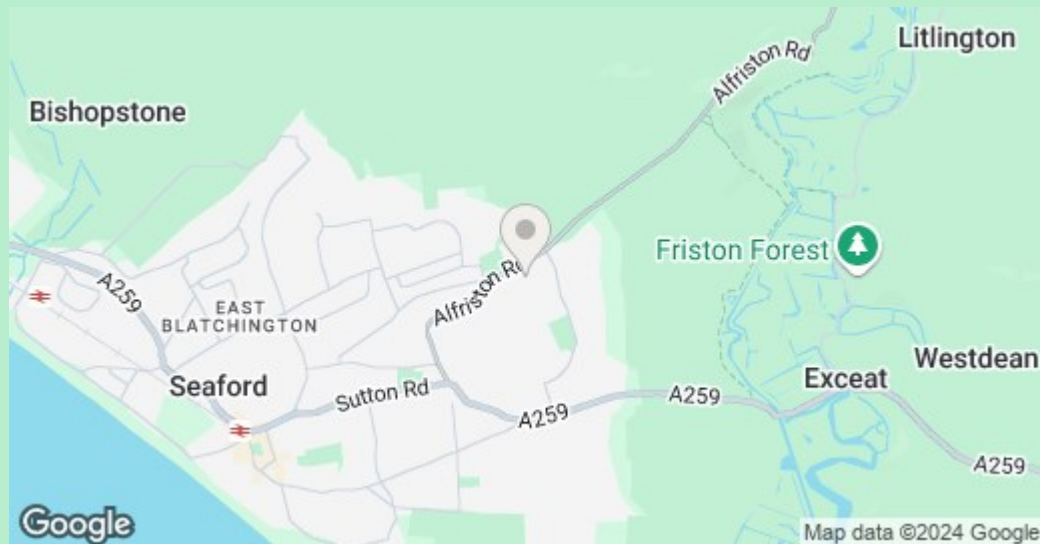 Litlington
Alfriston Rd
Bishopstone
Friston Forest
A259
Alfriston Rd
EAST
BLATCHINGTON
Westdean
Exceat
Seaford
Sutton Rd
A259
A259
A259
Google
Map data ©2024 Google